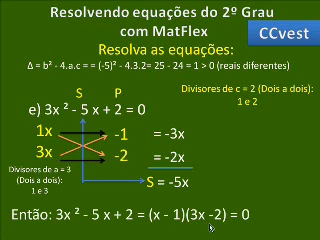 Resolvendo equações do 2º Grau
com MatFlex
CCvest
Resolva as equações:
Δ = b² - 4.a.c = = (-5)² - 4.3.2= 25 - 24 = 1 > 0 (reais diferentes)
S P
Divisores de c = 2 (Dois a dois):
1 e 2
e) 3x ² - 5 x + 2 = 0
1x -1 = -3x
3x -2 = -2x
Divisores de a = 3
(Dois a dois):
1 e 3
S = -5x
Então: 3x ² - 5 x + 2 = (x - 1)(3x -2) = 0